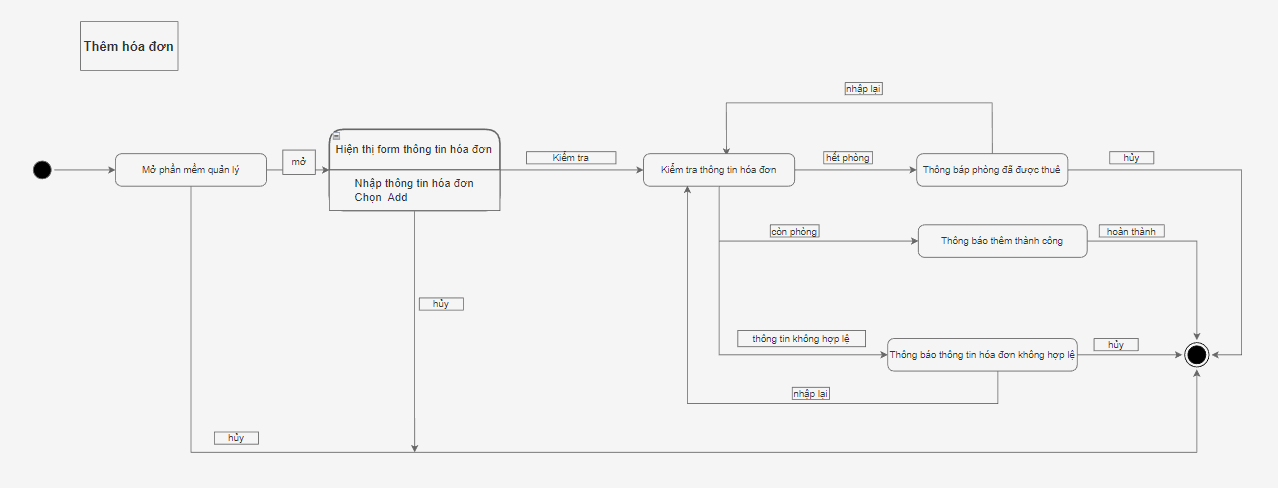 Thêm hóa đơn
nhập lại
Mở phần mềm quản lý
mở
Hiện thị form thông tin hóa đơn
Nhập thông tin hóa đơn
Chọn Add
Kiểm tra
Kiểm tra thông tin hóa đơn
hết phòng
Thông báp phòng đã được thuê
hủy
còn phòng
Thông báo thêm thành công
hoàn thành
hủy
thông tin không hợp lệ
Thông báo thông tin hóa đơn không hợp lệ
hủy
nhập lại
hủy